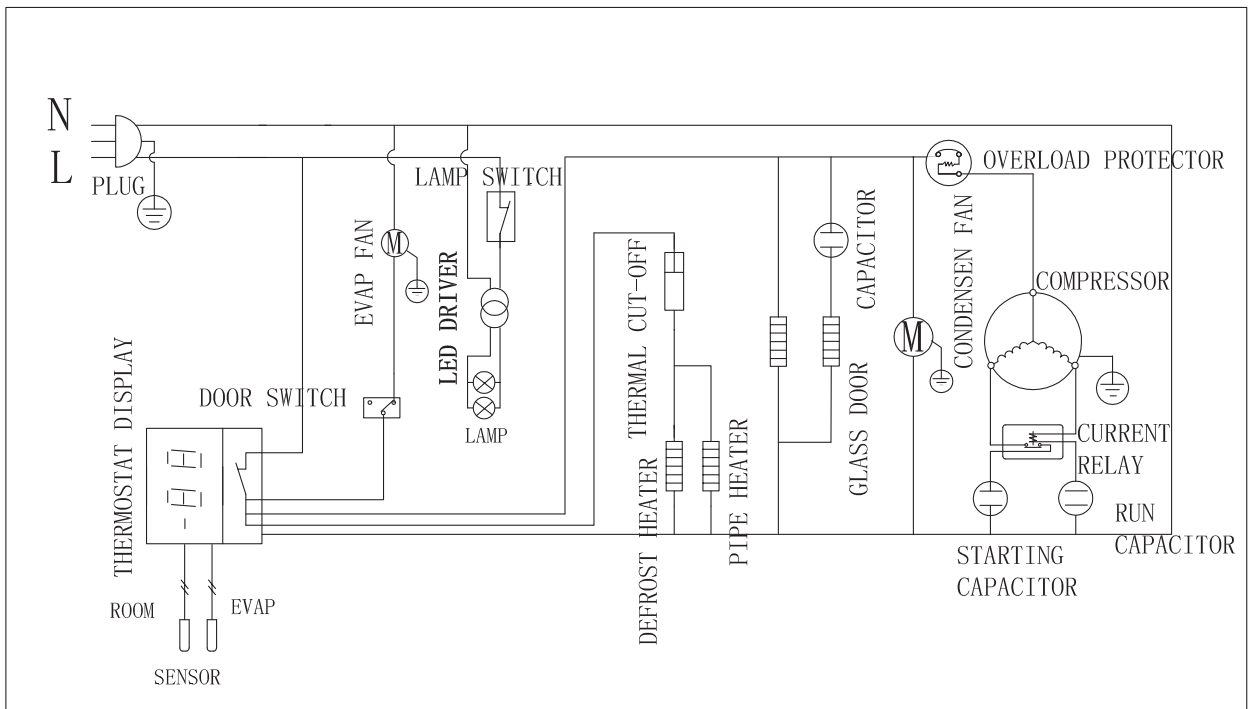 N
L
PLUG
LAMP SWITCH
OVERLOAD PROTECTOR
EVAP FAN
M
LED DRIVER
THERMAL CUT-OFF
CAPACITOR
CONDENSEN FAN
M
COMPRESSOR
THERMOSTAT DISPLAY
DOOR SWITCH
LAMP
DEFROST HEATER
PIPE HEATER
GLASS DOOR
CURRENT
RELAY
RUN
CAPACITOR
STARTING
CAPACITOR
ROOM
EVAP
SENSOR